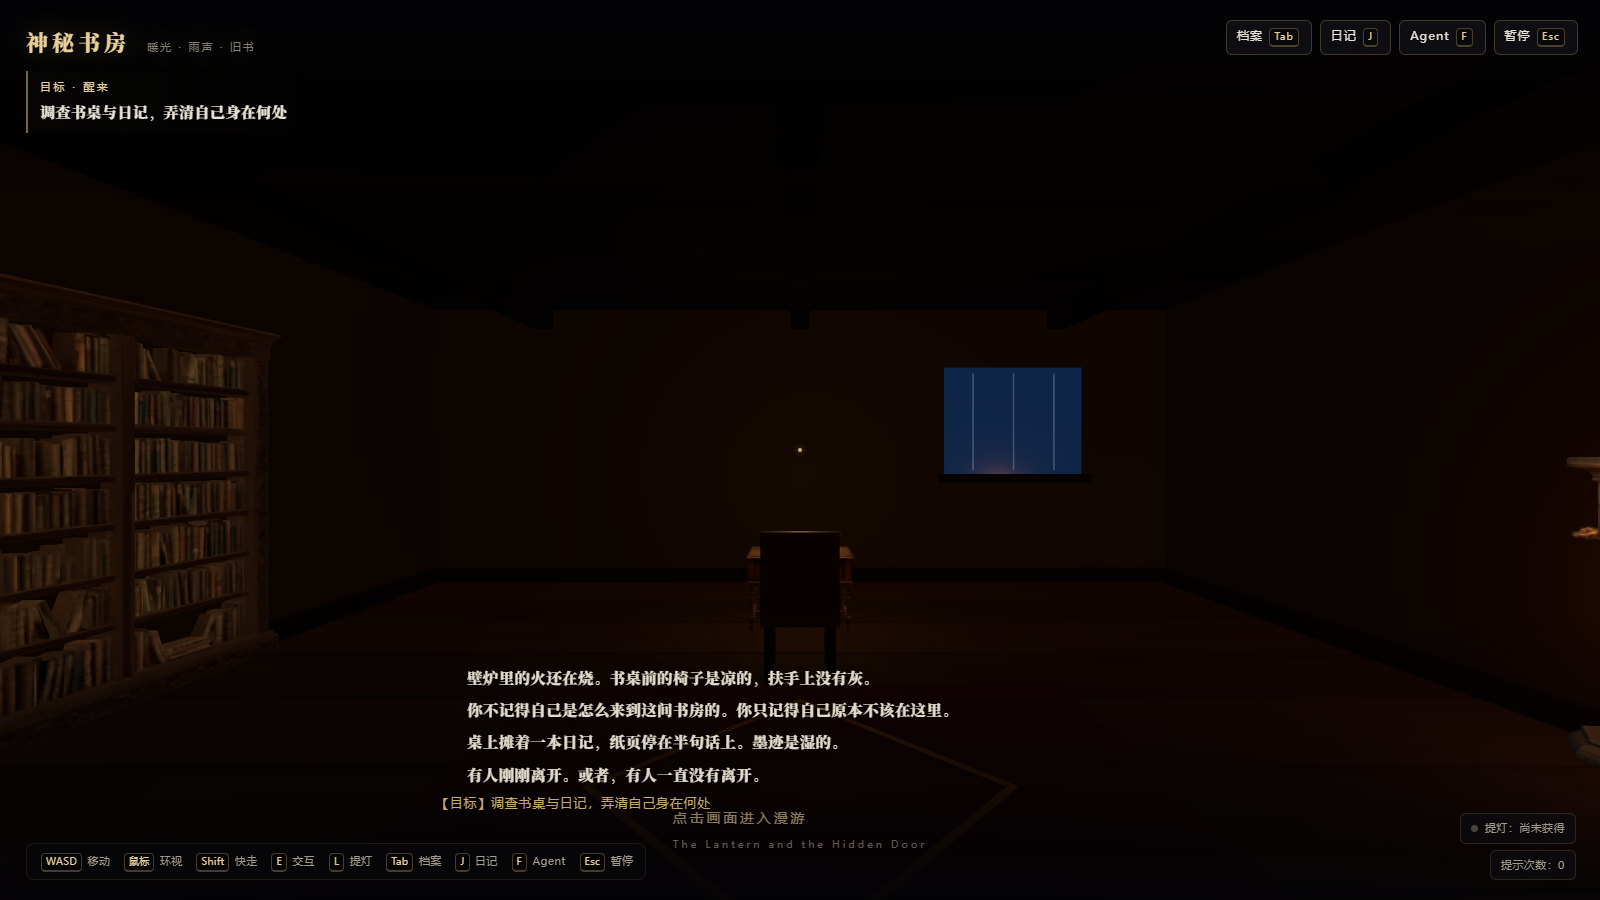 神秘书房 暖光 · 雨声 · 旧书
档案 Tab 日记 J Agent F 暂停 Esc
目标 · 醒来
调查书桌与日记，弄清自己身在何处
壁炉里的火还在烧。书桌前的椅子是凉的，扶手上没有灰。
你不记得自己是怎么来到这间书房的。你只记得自己原本不该在这里。
桌上摊着一本日记，纸页停在半句话上。墨迹是湿的。
有人刚刚离开。或者，有人一直没有离开。
【目标】调查书桌与日记，弄清自己身在何处
点击画面进入漫游
The Lantern and the Hidden Door
提灯：尚未获得
WASD 移动 鼠标 环视 Shift 快走 E 交互 L 提灯 Tab 档案 J 日记 F Agent Esc 暂停
提示次数：0